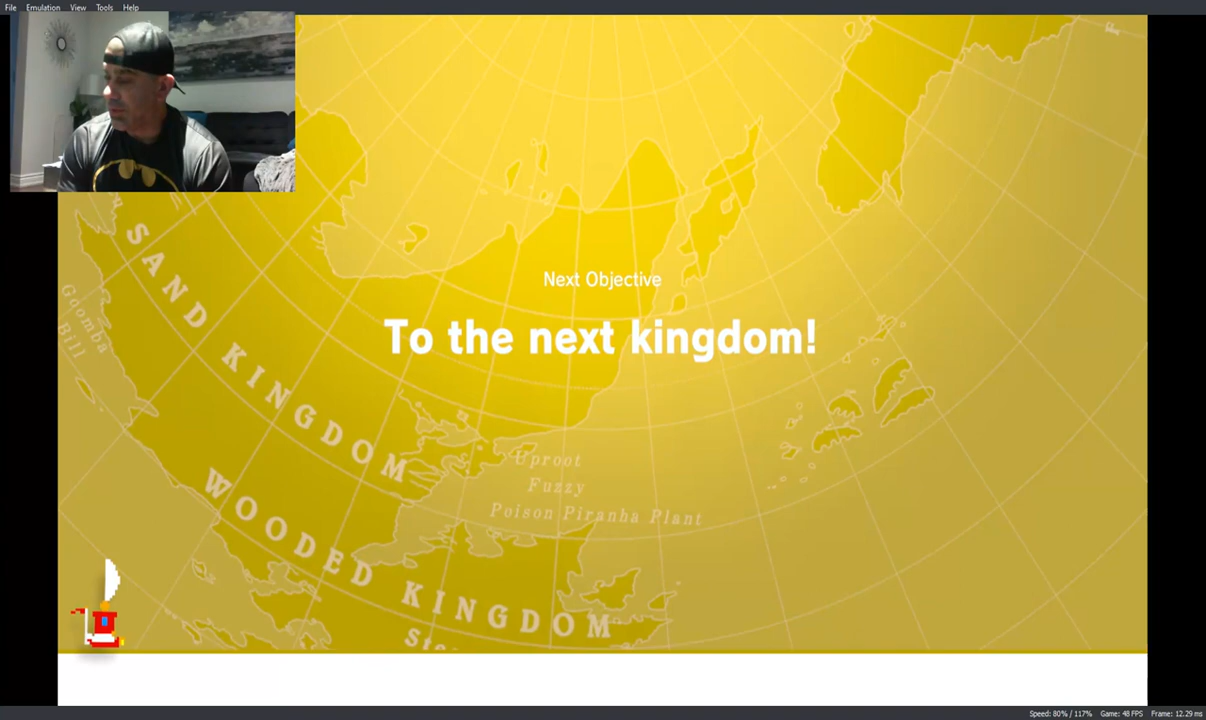 File Emulation View Tools Help
SAND KINGDOM
Goomba
Bill
Next Objective
To the next kingdom!
Uproot
Fuzzy
Poison Piranha Plant
WOODED KINGDOM
Speed: 80% / 117% Game: 48 FPS Frame: 12.29 ms